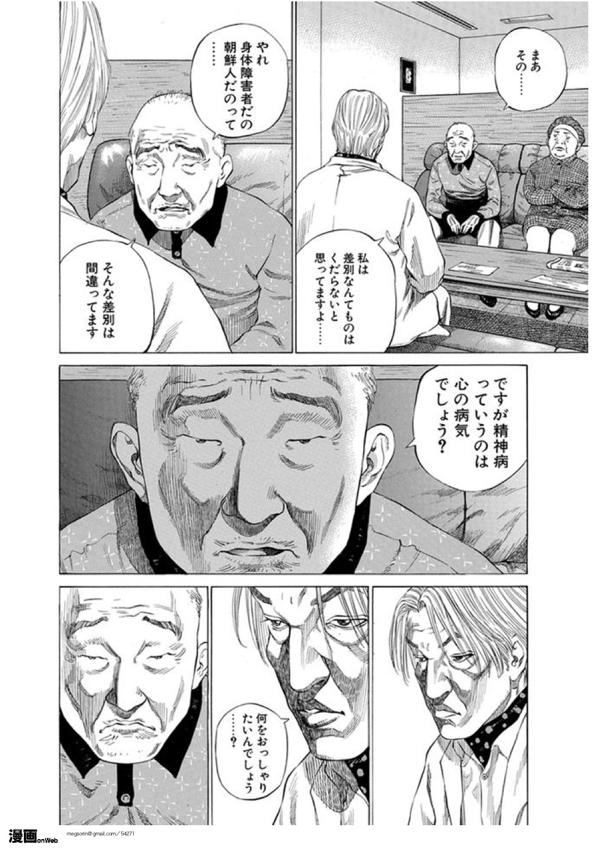 まあ
その……
私は
差別なんてものは
くだらないと
思ってますよ……
やれ
身体障害者だの
朝鮮人だのって
……
そんな差別は
間違ってます
ですが精神病
っていうのは
心の病気
でしょう？
何をおっしゃり
たいんでしょう
……？
漫画onWeb
megaorin@gmail.com/54271